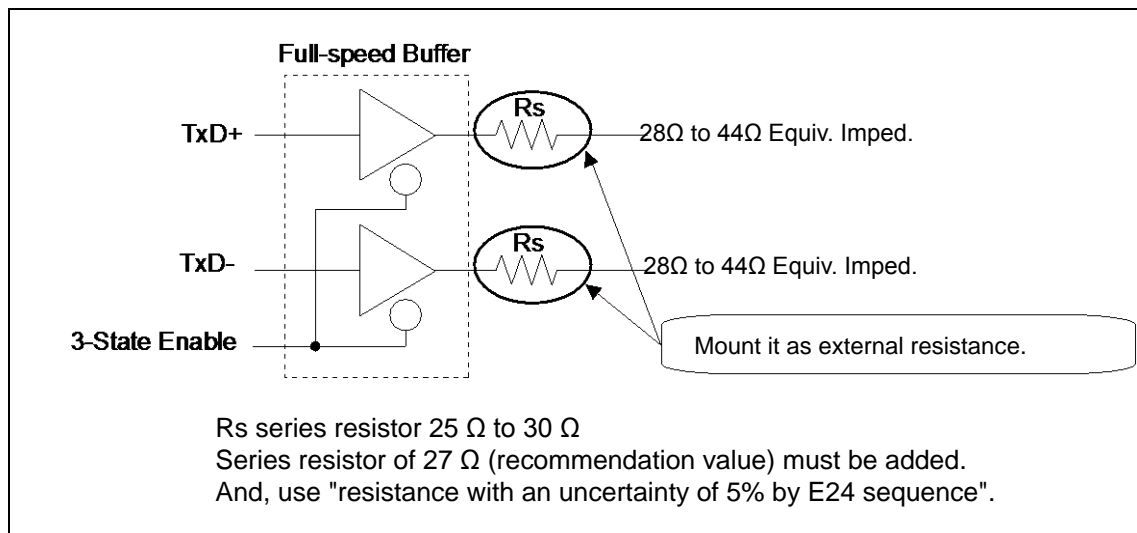 Full-speed Buffer
TxD+
Rs
28Ω to 44Ω Equiv. Imped.
TxD-
Rs
28Ω to 44Ω Equiv. Imped.
3-State Enable
Mount it as external resistance.
Rs series resistor 25 Ω to 30 Ω
Series resistor of 27 Ω (recommendation value) must be added.
And, use "resistance with an uncertainty of 5% by E24 sequence".